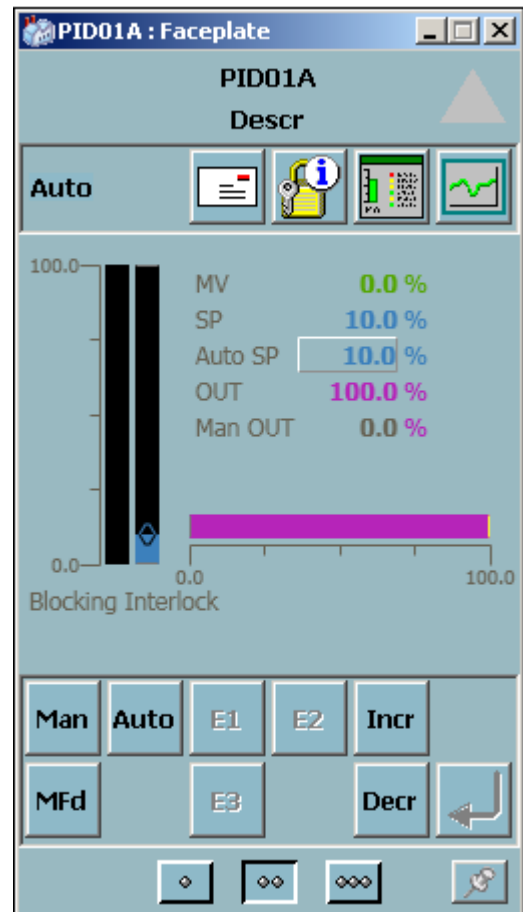 PID01A : Faceplate
PID01A
Descr
Auto
100.0
MV 0.0 %
SP 10.0 %
Auto SP 10.0 %
OUT 100.0 %
Man OUT 0.0 %
0.0
0.0 100.0
Blocking Interlock
Man Auto E1 E2 Incr
MFd E3 Decr